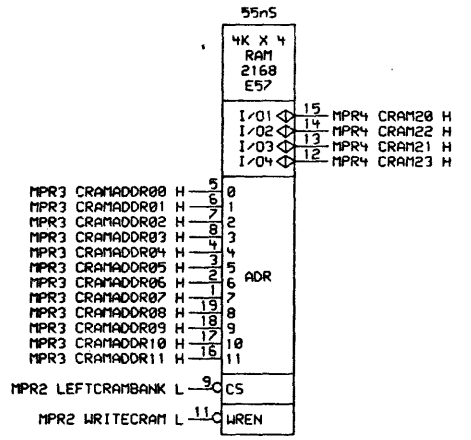 55nS
4K X 4
RAM
2168
E57
I/O1 15 MPR4 CRAM20 H
I/O2 14 MPR4 CRAM22 H
I/O3 13 MPR4 CRAM21 H
I/O4 12 MPR4 CRAM23 H
MPR3 CRAMADDR00 H 5 0
MPR3 CRAMADDR01 H 6 1
MPR3 CRAMADDR02 H 7 2
MPR3 CRAMADDR03 H 8 3
MPR3 CRAMADDR04 H 4 4
MPR3 CRAMADDR05 H 3 5
MPR3 CRAMADDR06 H 2 6
MPR3 CRAMADDR07 H 1 7
MPR3 CRAMADDR08 H 19 8
MPR3 CRAMADDR09 H 18 9
MPR3 CRAMADDR10 H 17 10
MPR3 CRAMADDR11 H 16 11
ADR
MPR2 LEFTCRAMBANK L 9 CS
MPR2 WRITECRAM L 11 WREN